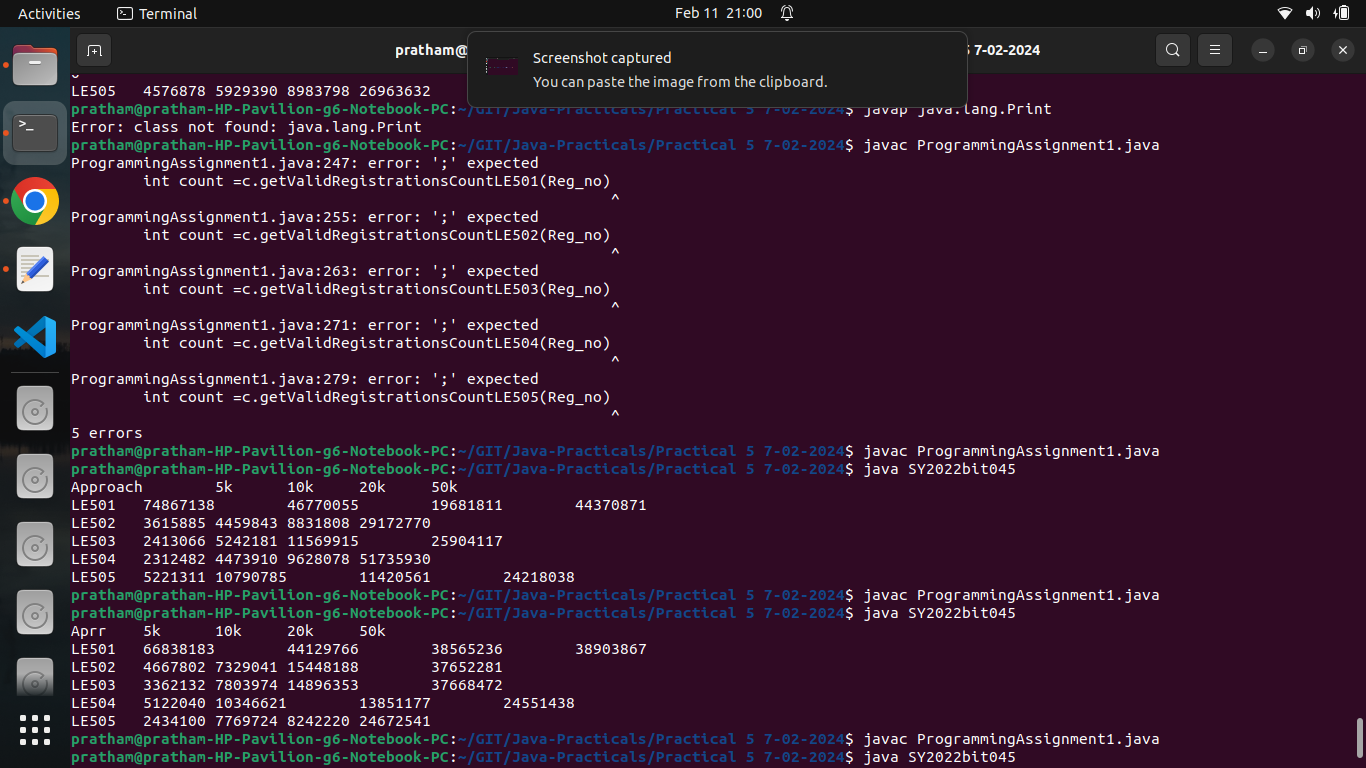 Activities Terminal Feb 11 21:00
pratham@ 5 7-02-2024
Screenshot captured
You can paste the image from the clipboard.
LE505 4576878 5929390 8983798 26963632
pratham@pratham-HP-Pavilion-g6-Notebook-PC:~/GIT/Java-Practicals/Practical 5 7-02-2024$ javap java.lang.Print
Error: class not found: java.lang.Print
pratham@pratham-HP-Pavilion-g6-Notebook-PC:~/GIT/Java-Practicals/Practical 5 7-02-2024$ javac ProgrammingAssignment1.java
ProgrammingAssignment1.java:247: error: ';' expected
int count =c.getValidRegistrationsCountLE501(Reg_no)
^
ProgrammingAssignment1.java:255: error: ';' expected
int count =c.getValidRegistrationsCountLE502(Reg_no)
^
ProgrammingAssignment1.java:263: error: ';' expected
int count =c.getValidRegistrationsCountLE503(Reg_no)
^
ProgrammingAssignment1.java:271: error: ';' expected
int count =c.getValidRegistrationsCountLE504(Reg_no)
^
ProgrammingAssignment1.java:279: error: ';' expected
int count =c.getValidRegistrationsCountLE505(Reg_no)
^
5 errors
pratham@pratham-HP-Pavilion-g6-Notebook-PC:~/GIT/Java-Practicals/Practical 5 7-02-2024$ javac ProgrammingAssignment1.java
pratham@pratham-HP-Pavilion-g6-Notebook-PC:~/GIT/Java-Practicals/Practical 5 7-02-2024$ java SY2022bit045
Approach 5k 10k 20k 50k
LE501 74867138 46770055 19681811 44370871
LE502 3615885 4459843 8831808 29172770
LE503 2413066 5242181 11569915 25904117
LE504 2312482 4473910 9628078 51735930
LE505 5221311 10790785 11420561 24218038
pratham@pratham-HP-Pavilion-g6-Notebook-PC:~/GIT/Java-Practicals/Practical 5 7-02-2024$ javac ProgrammingAssignment1.java
pratham@pratham-HP-Pavilion-g6-Notebook-PC:~/GIT/Java-Practicals/Practical 5 7-02-2024$ java SY2022bit045
Aprr 5k 10k 20k 50k
LE501 66838183 44129766 38565236 38903867
LE502 4667802 7329041 15448188 37652281
LE503 3362132 7803974 14896353 37668472
LE504 5122040 10346621 13851177 24551438
LE505 2434100 7769724 8242220 24672541
pratham@pratham-HP-Pavilion-g6-Notebook-PC:~/GIT/Java-Practicals/Practical 5 7-02-2024$ javac ProgrammingAssignment1.java
pratham@pratham-HP-Pavilion-g6-Notebook-PC:~/GIT/Java-Practicals/Practical 5 7-02-2024$ java SY2022bit045